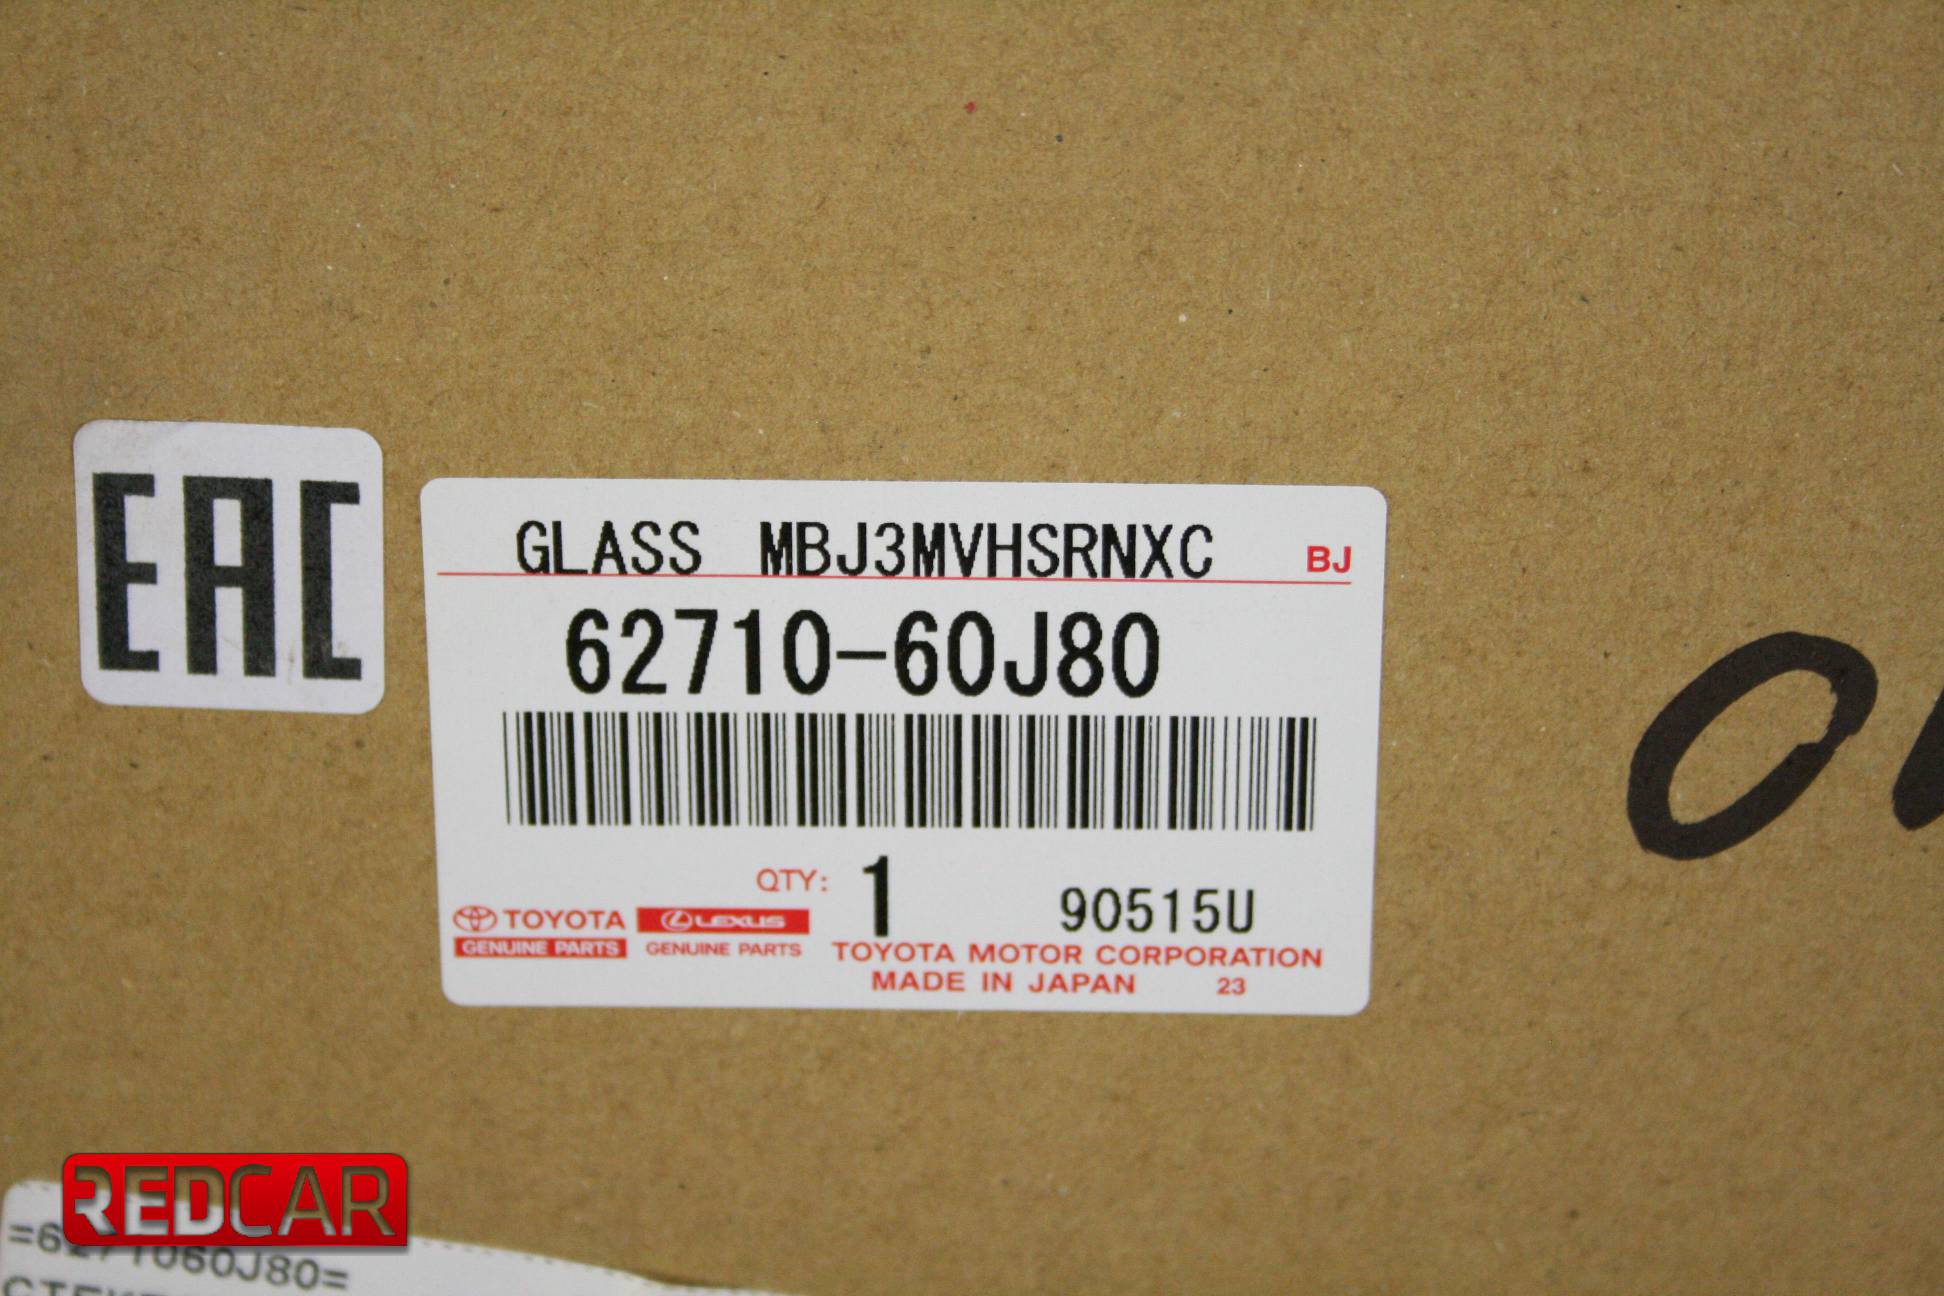 EAC
GLASS MBJ3MVHSRNXC BJ
62710-60J80
QTY: 1 90515U
TOYOTA LEXUS
GENUINE PARTS GENUINE PARTS
TOYOTA MOTOR CORPORATION
MADE IN JAPAN 23
REDCAR
=6271060J80=